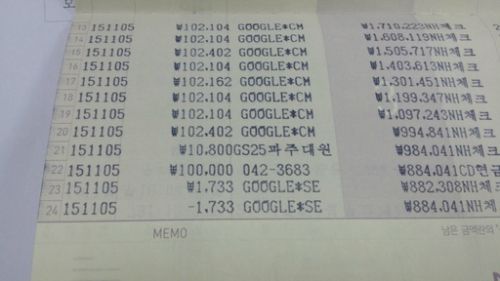 13 151105 ₩102,104 GOOGLE*CM ₩1,710,223NH체크
14 151105 ₩102,104 GOOGLE*CM ₩1,608,119NH체크
15 151105 ₩102,402 GOOGLE*CM ₩1,505,717NH체크
16 151105 ₩102,104 GOOGLE*CM ₩1,403,613NH체크
17 151105 ₩102,162 GOOGLE*CM ₩1,301,451NH체크
18 151105 ₩102,104 GOOGLE*CM ₩1,199,347NH체크
19 151105 ₩102,104 GOOGLE*CM ₩1,097,243NH체크
20 151105 ₩102,402 GOOGLE*CM ₩994,841NH체크
21 151105 ₩10,800GS25파주대원 ₩984,041NH체크
22 151105 ₩100,000 042-3683 ₩884,041CD현금
23 151105 ₩1,733 GOOGLE*SE ₩882,308NH체
24 151105 -1,733 GOOGLE*SE ₩884,041NH체
MEMO 남은 금액란의